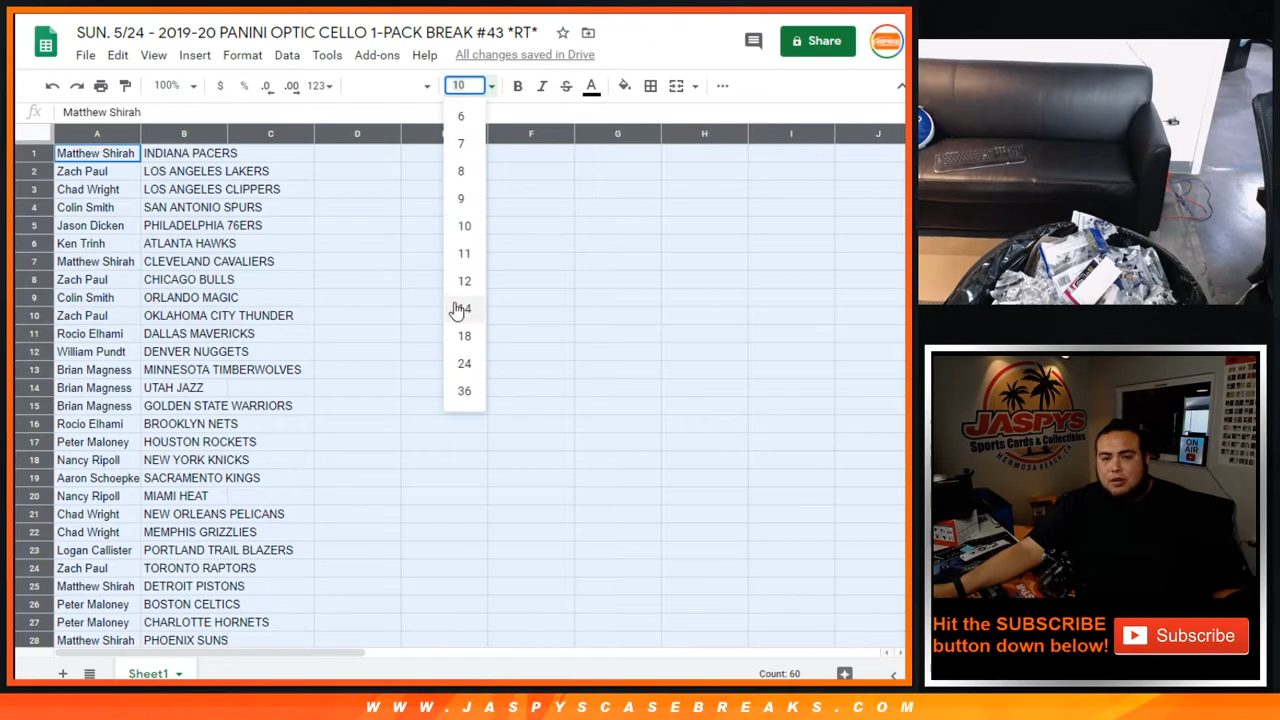 SUN. 5/24 - 2019-20 PANINI OPTIC CELLO 1-PACK BREAK #43 *RT*
File Edit View Insert Format Data Tools Add-ons Help All changes saved in Drive
Share
100% $ % .0 .00 123 10 B I S A
fx Matthew Shirah
A B C D F G H I J
1 Matthew Shirah INDIANA PACERS
2 Zach Paul LOS ANGELES LAKERS
3 Chad Wright LOS ANGELES CLIPPERS
4 Colin Smith SAN ANTONIO SPURS
5 Jason Dicken PHILADELPHIA 76ERS
6 Ken Trinh ATLANTA HAWKS
7 Matthew Shirah CLEVELAND CAVALIERS
8 Zach Paul CHICAGO BULLS
9 Colin Smith ORLANDO MAGIC
10 Zach Paul OKLAHOMA CITY THUNDER
11 Rocio Elhami DALLAS MAVERICKS
12 William Pundt DENVER NUGGETS
13 Brian Magness MINNESOTA TIMBERWOLVES
14 Brian Magness UTAH JAZZ
15 Brian Magness GOLDEN STATE WARRIORS
16 Rocio Elhami BROOKLYN NETS
17 Peter Maloney HOUSTON ROCKETS
18 Nancy Ripoll NEW YORK KNICKS
19 Aaron Schoepke SACRAMENTO KINGS
20 Nancy Ripoll MIAMI HEAT
21 Chad Wright NEW ORLEANS PELICANS
22 Chad Wright MEMPHIS GRIZZLIES
23 Logan Callister PORTLAND TRAIL BLAZERS
24 Zach Paul TORONTO RAPTORS
25 Matthew Shirah DETROIT PISTONS
26 Peter Maloney BOSTON CELTICS
27 Peter Maloney CHARLOTTE HORNETS
28 Matthew Shirah PHOENIX SUNS
6
7
8
9
10
11
12
14
18
24
36
Sheet1
Count: 60
JASPYS
Sports Cards & Collectibles
HERMOSA BEACH
ON AIR
Hit the SUBSCRIBE
button down below!
Subscribe
WWW.JASPYSCASEBREAKS.COM